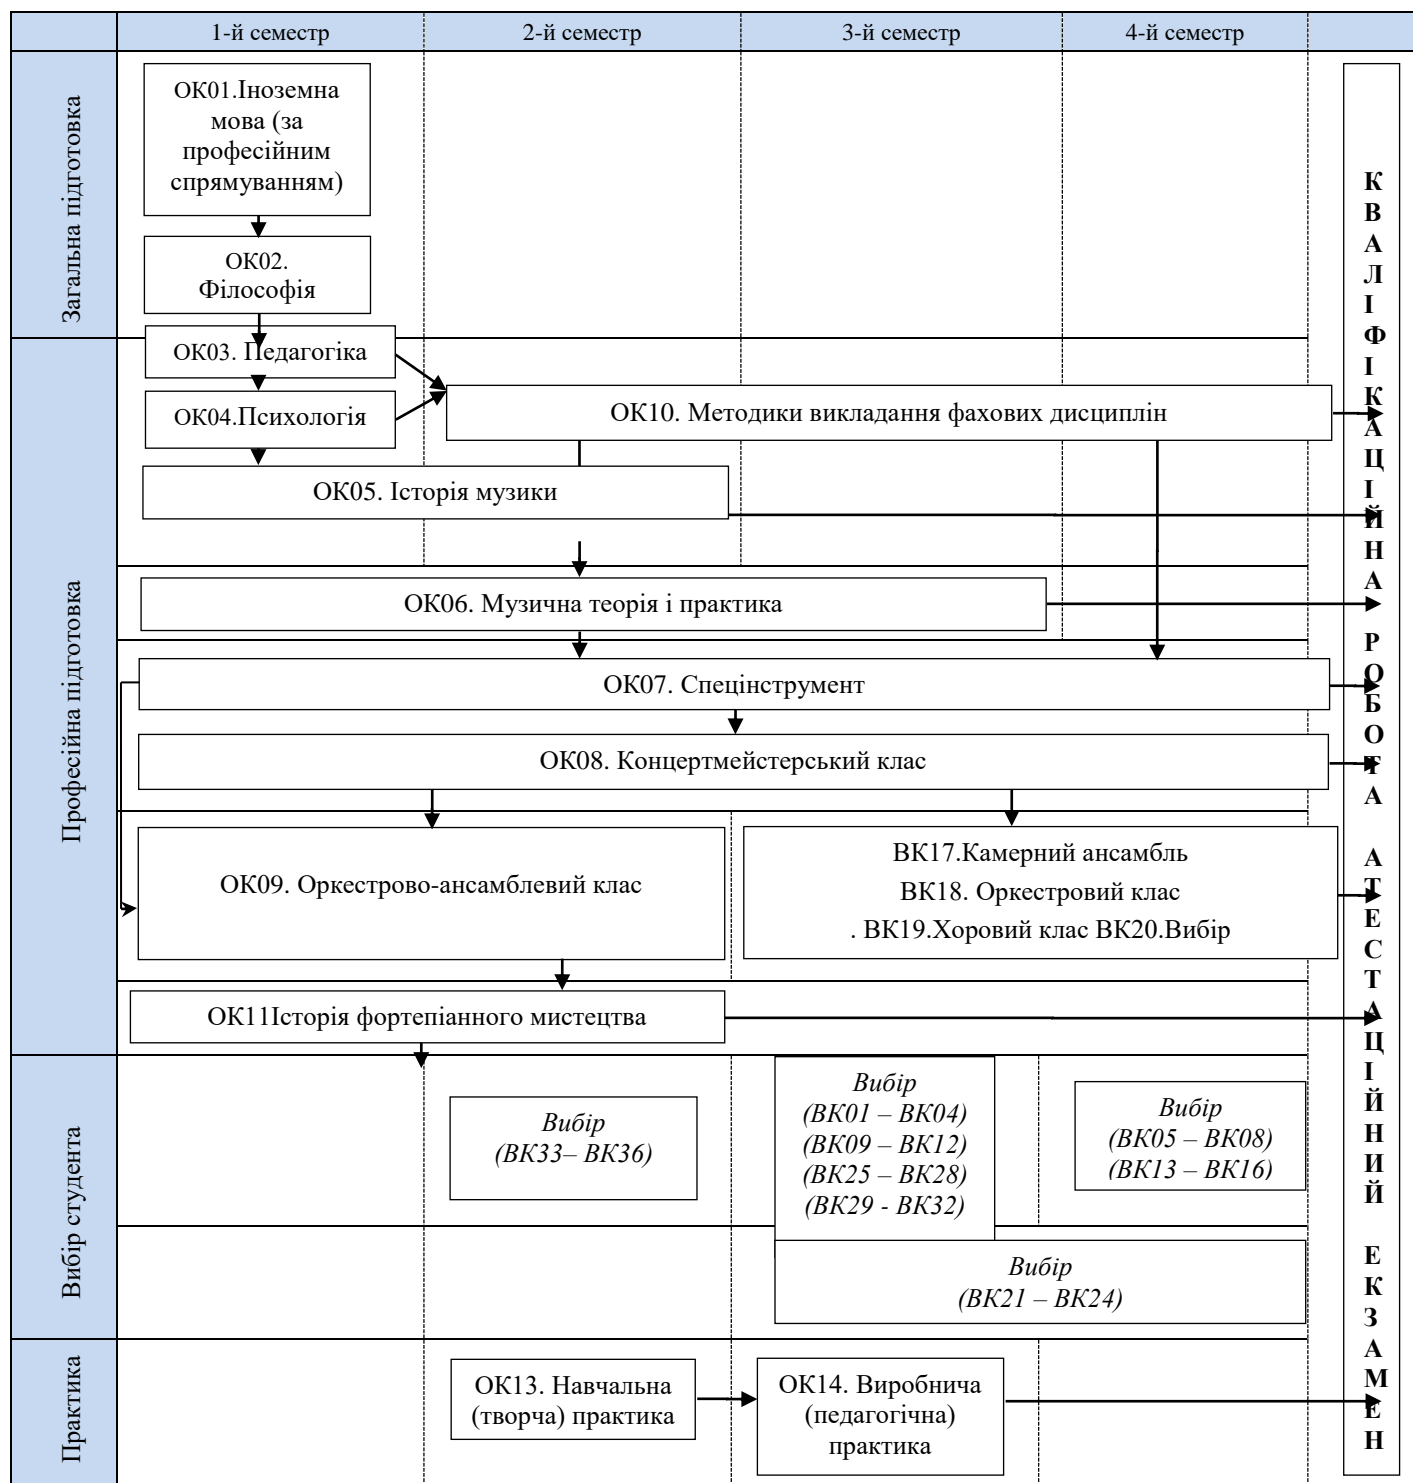 1-й семестр
2-й семестр
3-й семестр
4-й семестр
Загальна підготовка
ОК01.Іноземна
мова (за
професійним
спрямуванням)
ОК02.
Філософія
Професійна підготовка
ОК03. Педагогіка
ОК04.Психологія
ОК10. Методики викладання фахових дисциплін
ОК05. Історія музики
ОК06. Музична теорія і практика
ОК07. Спецінструмент
ОК08. Концертмейстерський клас
ОК09. Оркестрово-ансамблевий клас
ВК17.Камерний ансамбль
ВК18. Оркестровий клас
. ВК19.Хоровий клас ВК20.Вибір
ОК11Історія фортепіанного мистецтва
Вибір студента
Вибір
(ВК33– ВК36)
Вибір
(ВК01 – ВК04)
(ВК09 – ВК12)
(ВК25 – ВК28)
(ВК29 - ВК32)
Вибір
(ВК05 – ВК08)
(ВК13 – ВК16)
Вибір
(ВК21 – ВК24)
Практика
ОК13. Навчальна
(творча) практика
ОК14. Виробнича
(педагогічна)
практика
КВАЛІФІКАЦІЙНА РОБОТА АТЕСТАЦІЙНИЙ ЕКЗАМЕН